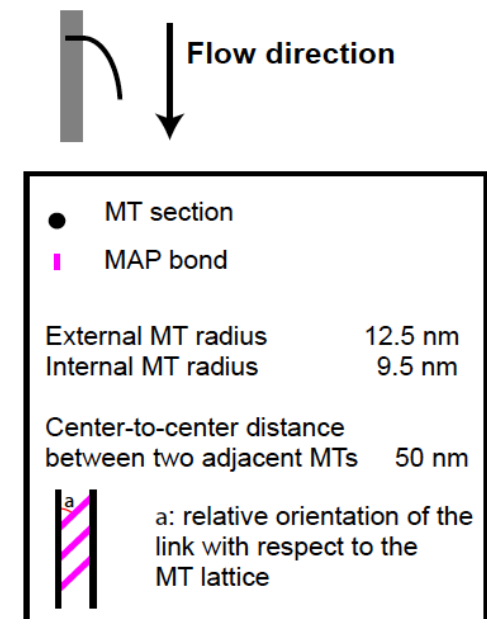 Flow direction
MT section
MAP bond
External MT radius 12.5 nm
Internal MT radius 9.5 nm
Center-to-center distance
between two adjacent MTs 50 nm
a
a: relative orientation of the
link with respect to the
MT lattice